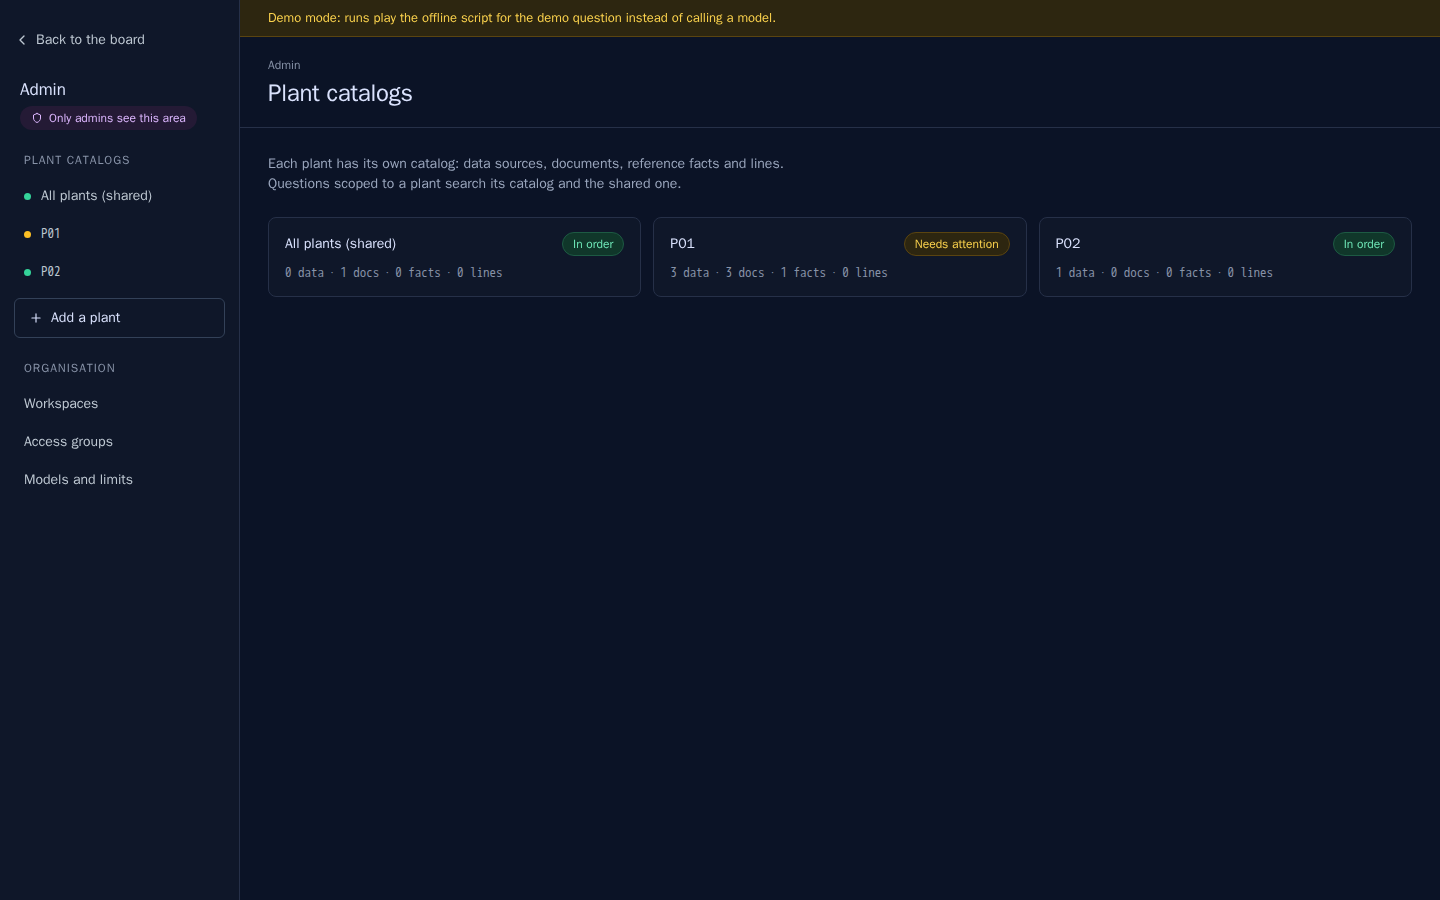 Demo mode: runs play the offline script for the demo question instead of calling a model.
Back to the board
Admin
Only admins see this area
PLANT CATALOGS
All plants (shared)
P01
P02
Add a plant
ORGANISATION
Workspaces
Access groups
Models and limits
Admin
Plant catalogs
Each plant has its own catalog: data sources, documents, reference facts and lines.
Questions scoped to a plant search its catalog and the shared one.
All plants (shared)
In order
0 data · 1 docs · 0 facts · 0 lines
P01
Needs attention
3 data · 3 docs · 1 facts · 0 lines
P02
In order
1 data · 0 docs · 0 facts · 0 lines